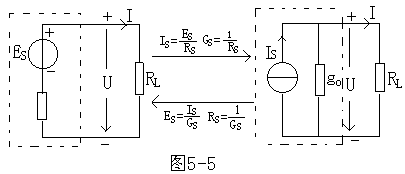 + I
+ I
Es
+
-
U
RL
-
Is=Es/Rs Gs=1/Rs
Es=Is/Gs Rs=1/Gs
Is
g₀
U
RL
-
图5-5